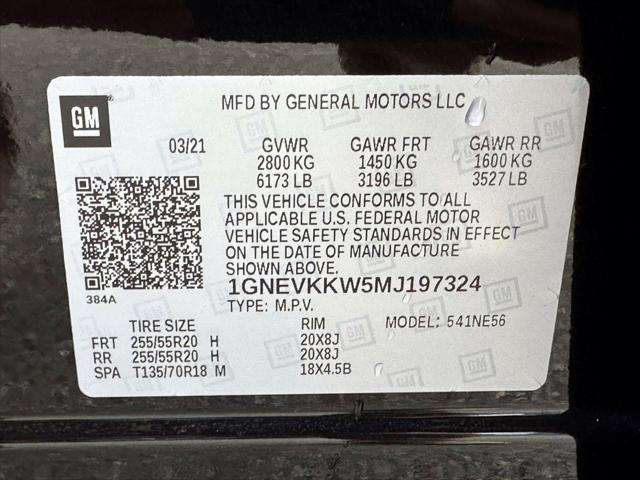 GM
MFD BY GENERAL MOTORS LLC
03/21 GVWR GAWR FRT GAWR RR
2800 KG 1450 KG 1600 KG
6173 LB 3196 LB 3527 LB
THIS VEHICLE CONFORMS TO ALL
APPLICABLE U.S. FEDERAL MOTOR
VEHICLE SAFETY STANDARDS IN EFFECT
ON THE DATE OF MANUFACTURE
SHOWN ABOVE.
384A
1GNEVKKW5MJ197324
TYPE: M.P.V.
TIRE SIZE RIM MODEL: 541NE56
FRT 255/55R20 H 20X8J
RR 255/55R20 H 20X8J
SPA T135/70R18 M 18X4.5B